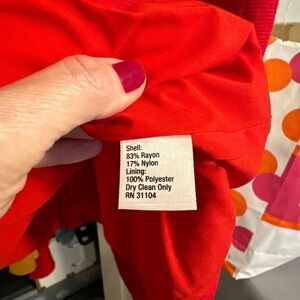 Shell:
83% Rayon
17% Nylon
Lining:
100% Polyester
Dry Clean Only
RN 31104